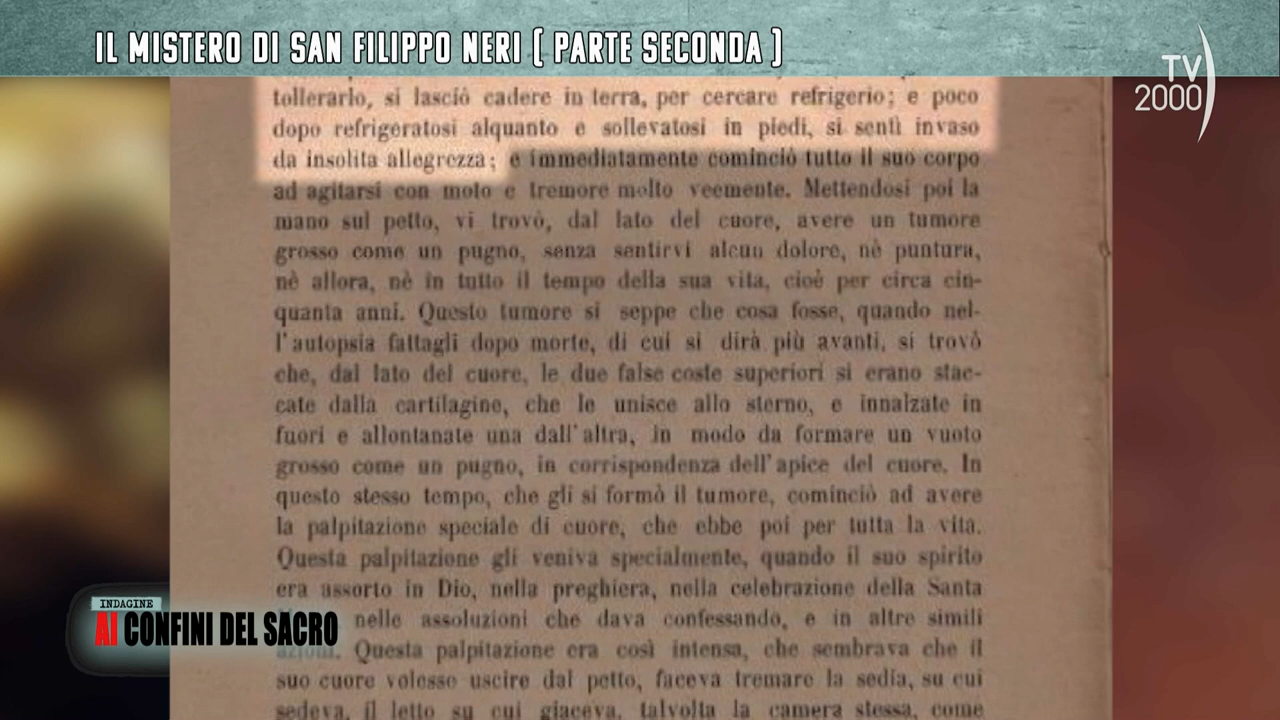 IL MISTERO DI SAN FILIPPO NERI ( PARTE SECONDA )
TV
2000
tollerarlo, si lasciò cadere in terra, per cercare refrigerio; e poco
dopo refrigeratosi alquanto e sollevatosi in piedi, si sentì invaso
da insolita allegrezza; e immediatamente cominciò tutto il suo corpo
ad agitarsi con moto e tremore molto veemente. Mettendosi poi la
mano sul petto, vi trovò, dal lato del cuore, avere un tumore
grosso come un pugno, senza sentirvi alcun dolore, nè puntura,
nè allora, nè in tutto il tempo della sua vita, cioè per circa cin-
quanta anni. Questo tumore si seppe che cosa fosse, quando nel-
l'autopsia fattagli dopo morte, di cui si dirà più avanti, si trovò
che, dal lato del cuore, le due false coste superiori si erano stac-
cate dalla cartilagine, che le unisce allo sterno, e innalzate in
fuori e allontanate una dall'altra, in modo da formare un vuoto
grosso come un pugno, in corrispondenza dell'apice del cuore. In
questo stesso tempo, che gli si formò il tumore, cominciò ad avere
la palpitazione speciale di cuore, che ebbe poi per tutta la vita.
Questa palpitazione gli veniva specialmente, quando il suo spirito
era assorto in Dio, nella preghiera, nella celebrazione della Santa
nelle assoluzioni che dava confessando, e in altre simili
azioni. Questa palpitazione era così intensa, che sembrava che il
suo cuore volesse uscire dal petto, faceva tremare la sedia, su cui
sedeva, il letto su cui giaceva, talvolta la camera stessa, come
INDAGINE
AI CONFINI DEL SACRO